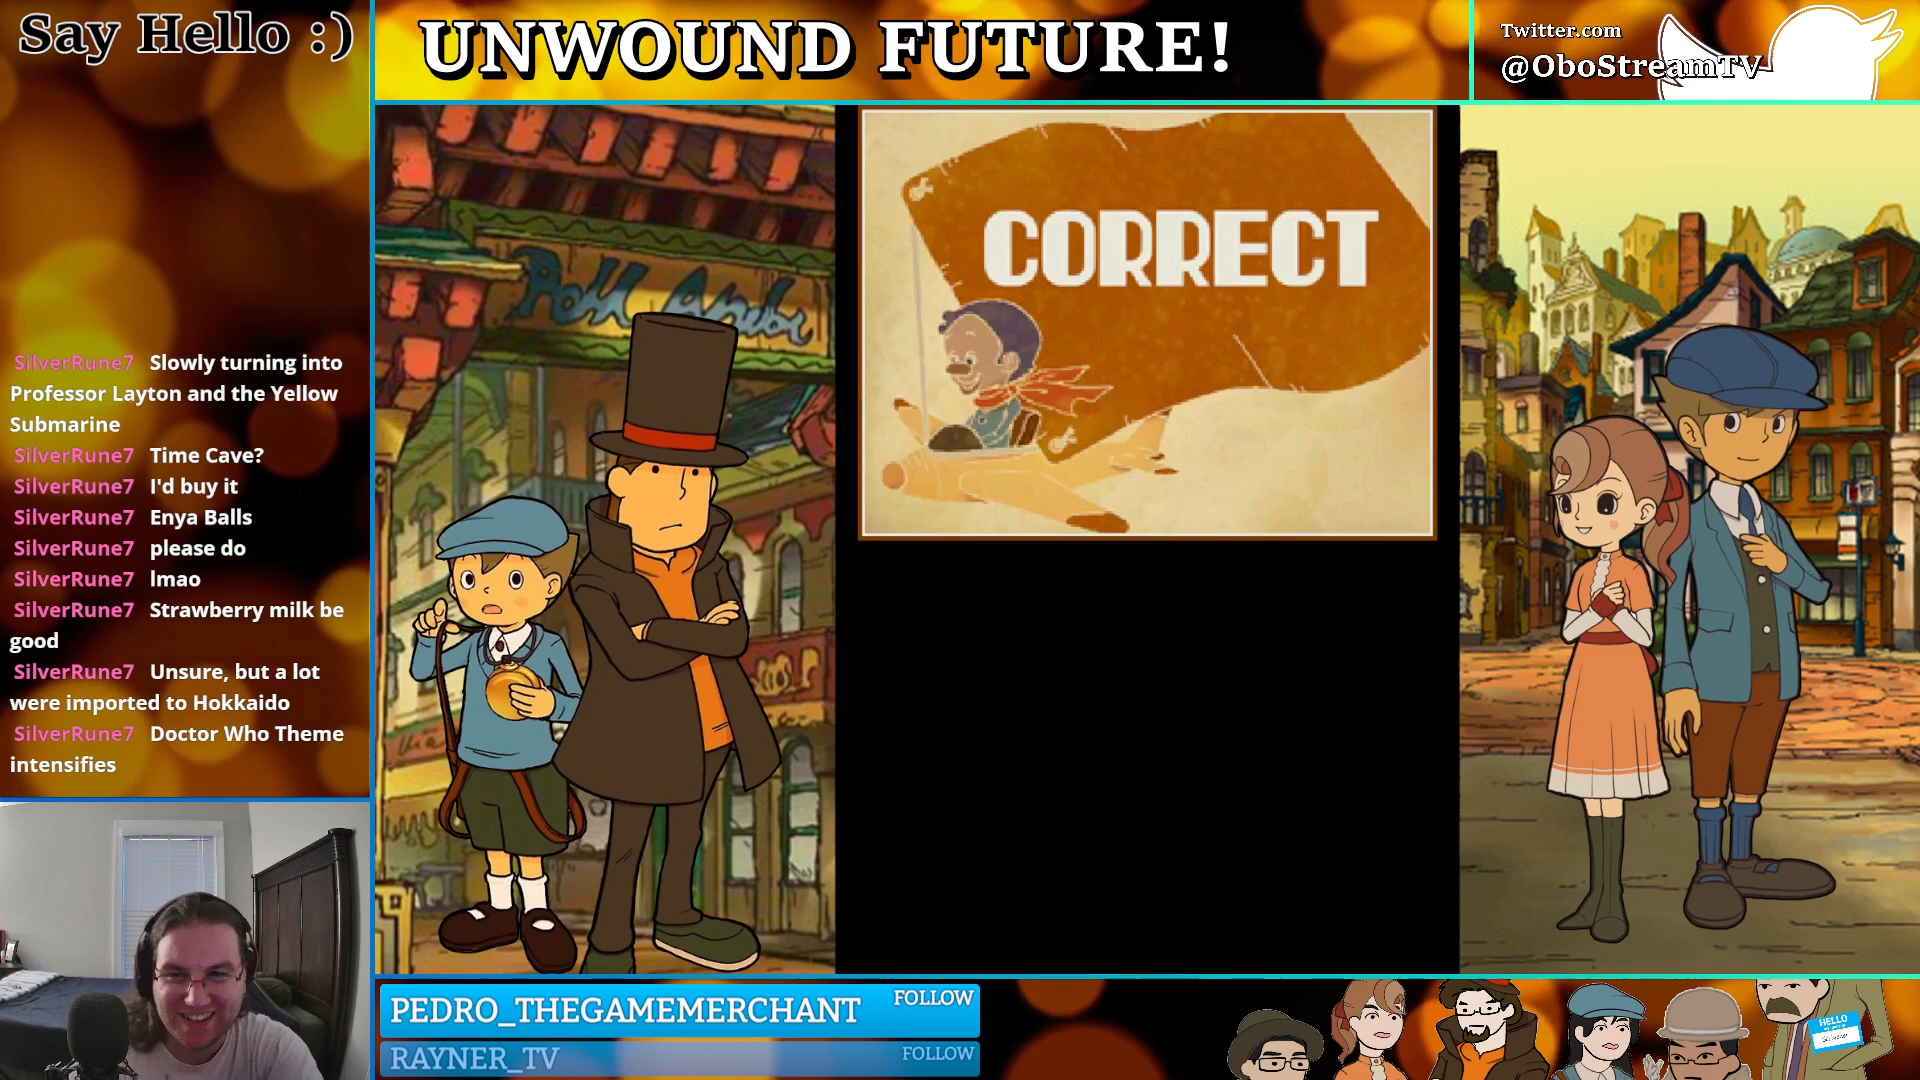 Say Hello :)
UNWOUND FUTURE!
Twitter.com
@OboStreamTV
CORRECT
SilverRune7 Slowly turning into
Professor Layton and the Yellow
Submarine
SilverRune7 Time Cave?
SilverRune7 I'd buy it
SilverRune7 Enya Balls
SilverRune7 please do
SilverRune7 lmao
SilverRune7 Strawberry milk be
good
SilverRune7 Unsure, but a lot
were imported to Hokkaido
SilverRune7 Doctor Who Theme
intensifies
PEDRO_THEGAMEMERCHANT FOLLOW
RAYNER_TV FOLLOW
HELLO